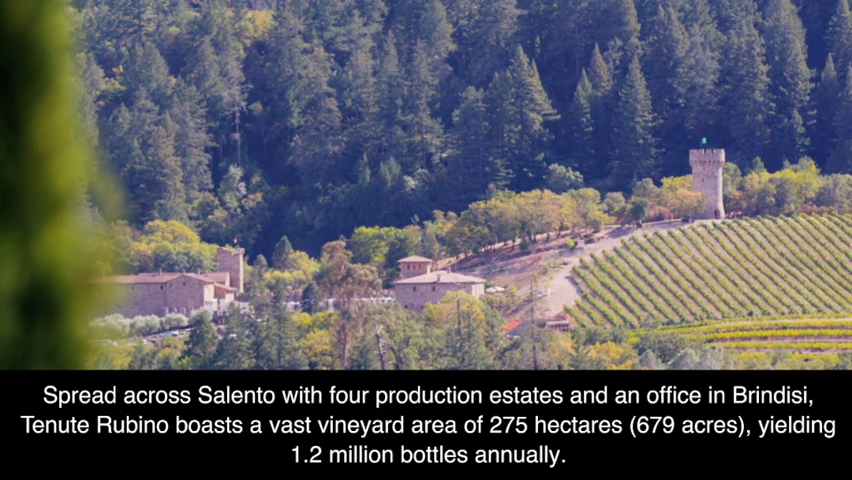 Spread across Salento with four production estates and an office in Brindisi,
Tenute Rubino boasts a vast vineyard area of 275 hectares (679 acres), yielding
1.2 million bottles annually.